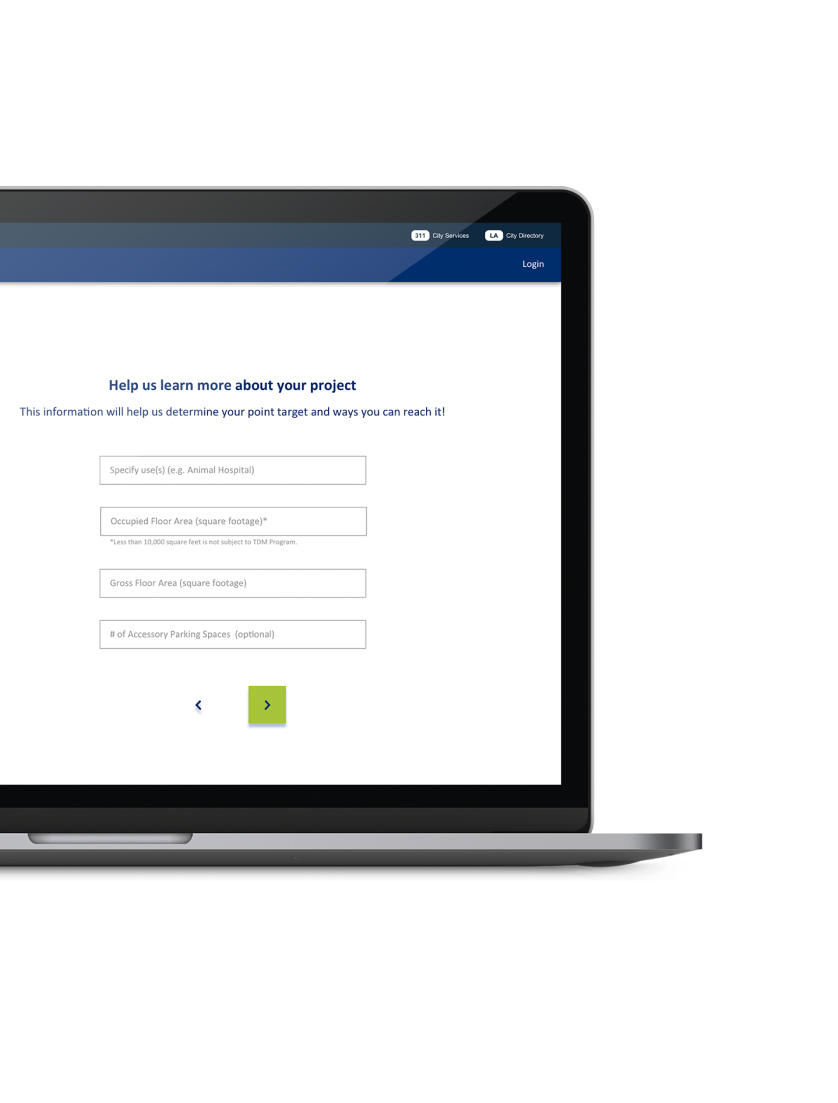 311 City Services LA City Directory
Login
Help us learn more about your project
This information will help us determine your point target and ways you can reach it!
Specify use(s) (e.g. Animal Hospital)
Occupied Floor Area (square footage)*
*Less than 10,000 square feet is not subject to TDM Program.
Gross Floor Area (square footage)
# of Accessory Parking Spaces (optional)